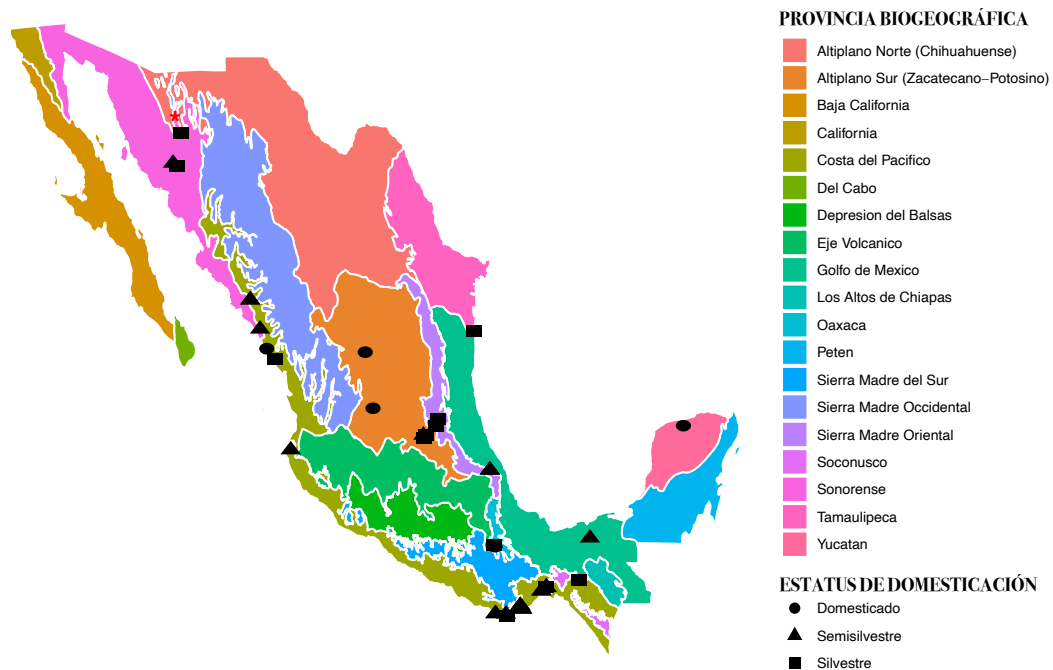 PROVINCIA BIOGEOGRÁFICA
Altiplano Norte (Chihuahuense)
Altiplano Sur (Zacatecano−Potosino)
Baja California
California
Costa del Pacifico
Del Cabo
Depresion del Balsas
Eje Volcanico
Golfo de Mexico
Los Altos de Chiapas
Oaxaca
Peten
Sierra Madre del Sur
Sierra Madre Occidental
Sierra Madre Oriental
Soconusco
Sonorense
Tamaulipeca
Yucatan
ESTATUS DE DOMESTICACIÓN
Domesticado
Semisilvestre
Silvestre
*